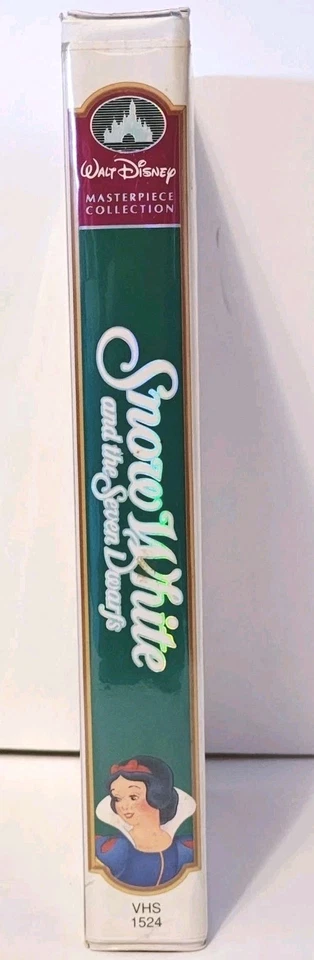 WALT DISNEY
MASTERPIECE
COLLECTION
Snow White
and the Seven Dwarfs
VHS
1524